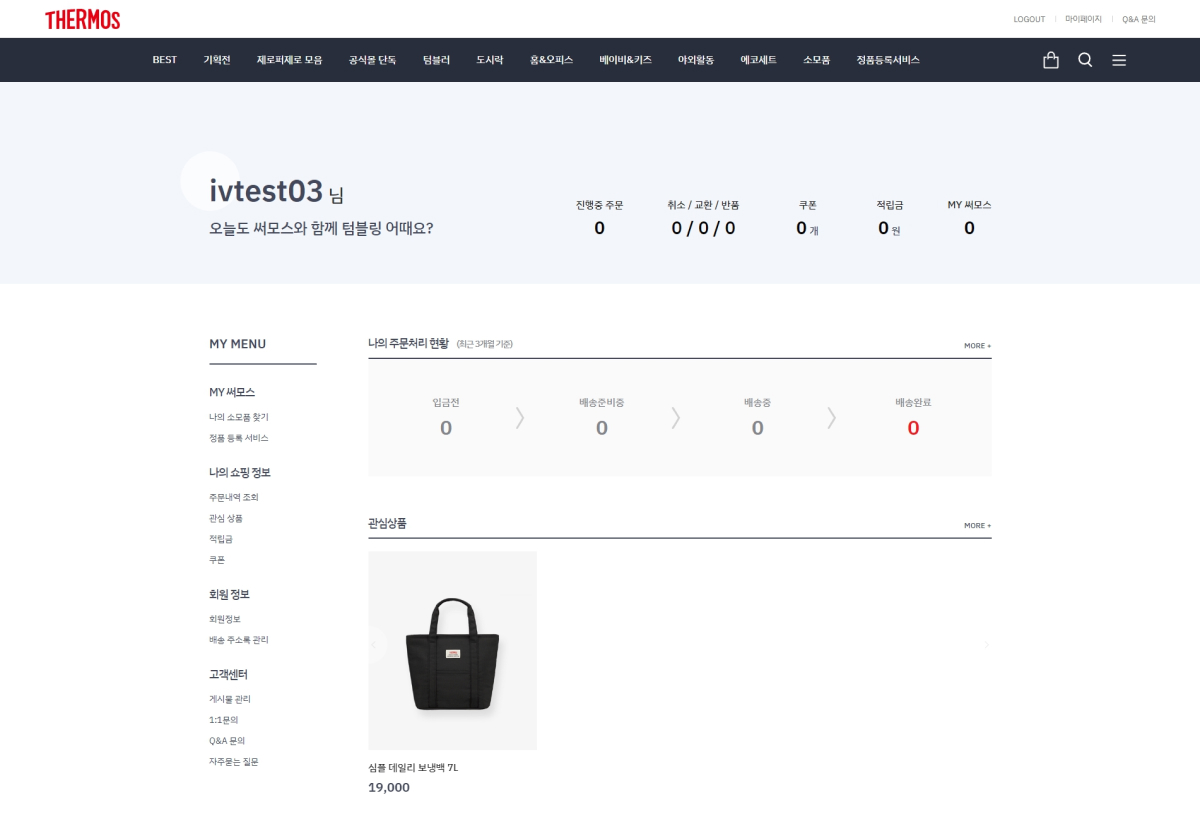 THERMOS
LOGOUT 마이페이지 Q&A 문의
BEST 기획전 제로퍼제로 모음 공식몰 단독 텀블러 도시락 홈&오피스 베이비&키즈 야외활동 에코세트 소모품 정품등록서비스
ivtest03 님
오늘도 써모스와 함께 텀블링 어때요?
진행중 주문 취소 / 교환 / 반품 쿠폰 적립금 MY 써모스
0 0 / 0 / 0 0 개 0 원 0
MY MENU
MY 써모스
나의 소모품 찾기
정품 등록 서비스
나의 쇼핑 정보
주문내역 조회
관심 상품
적립금
쿠폰
회원 정보
회원정보
배송 주소록 관리
고객센터
게시물 관리
1:1문의
Q&A 문의
자주묻는 질문
나의 주문처리 현황 (최근 3개월 기준) MORE +
입금전 배송준비중 배송중 배송완료
0 0 0 0
관심상품 MORE +
심플 데일리 보냉백 7L
19,000